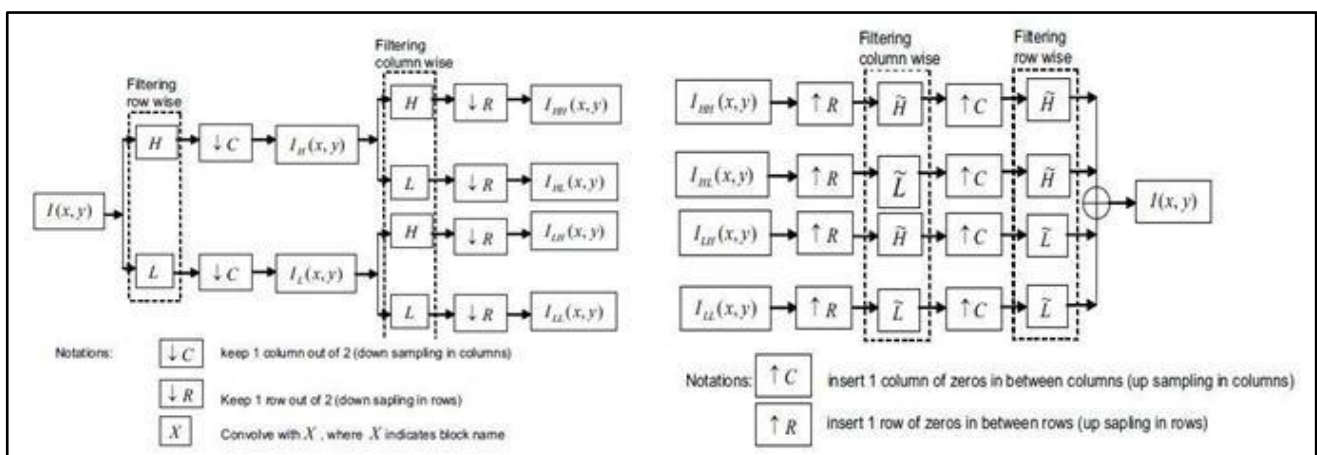 Filtering
row wise
Filtering
column wise
I(x, y)
H
↓ C
I_H(x, y)
H
↓ R
I_HH(x, y)
L
↓ R
I_HL(x, y)
L
↓ C
I_L(x, y)
H
↓ R
I_LH(x, y)
L
↓ R
I_LL(x, y)
Notations:
↓ C keep 1 column out of 2 (down sampling in columns)
↓ R Keep 1 row out of 2 (down sapling in rows)
X Convolve with X, where X indicates block name
Filtering
column wise
Filtering
row wise
I_HH(x, y)
↑ R
H̃
↑ C
H̃
I_HL(x, y)
↑ R
L̃
↑ C
H̃
I(x, y)
I_LH(x, y)
↑ R
H̃
↑ C
L̃
I_LL(x, y)
↑ R
L̃
↑ C
L̃
Notations: ↑ C insert 1 column of zeros in between columns (up sampling in columns)
↑ R insert 1 row of zeros in between rows (up sapling in rows)